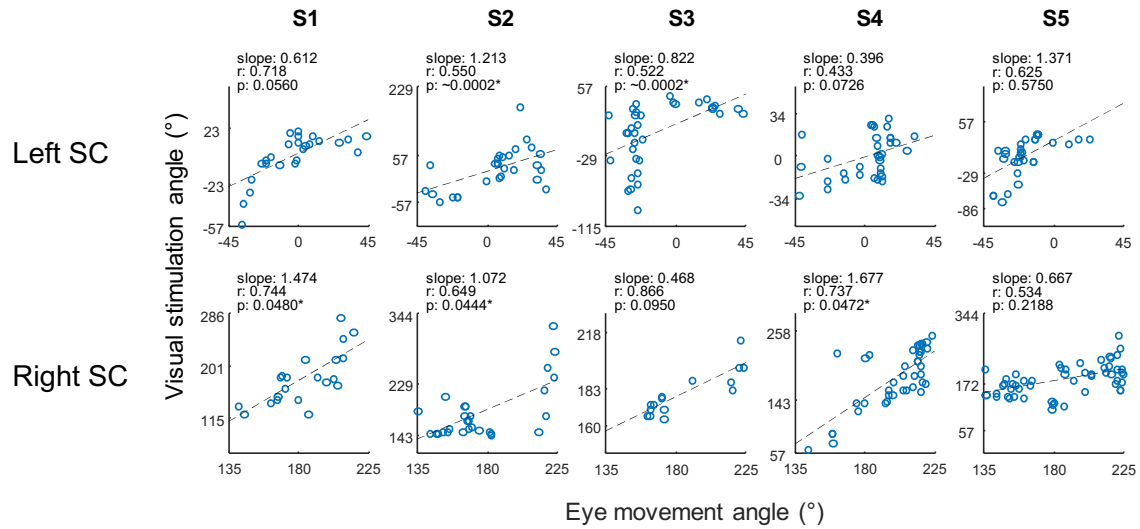 S1 S2 S3 S4 S5
Left SC
Visual stimulation angle (°)
slope: 0.612
r: 0.718
p: 0.0560
23
-23
-57
-45 0 45
slope: 1.213
r: 0.550
p: ~0.0002*
229
57
-57
-45 0 45
slope: 0.822
r: 0.522
p: ~0.0002*
57
-29
-115
-45 0 45
slope: 0.396
r: 0.433
p: 0.0726
34
0
-34
-45 0 45
slope: 1.371
r: 0.625
p: 0.5750
57
-29
-86
-45 0 45
Right SC
slope: 1.474
r: 0.744
p: 0.0480*
286
201
115
135 180 225
slope: 1.072
r: 0.649
p: 0.0444*
344
229
143
135 180 225
slope: 0.468
r: 0.866
p: 0.0950
218
183
160
135 180 225
slope: 1.677
r: 0.737
p: 0.0472*
258
143
57
135 180 225
slope: 0.667
r: 0.534
p: 0.2188
344
172
57
135 180 225
Eye movement angle (°)